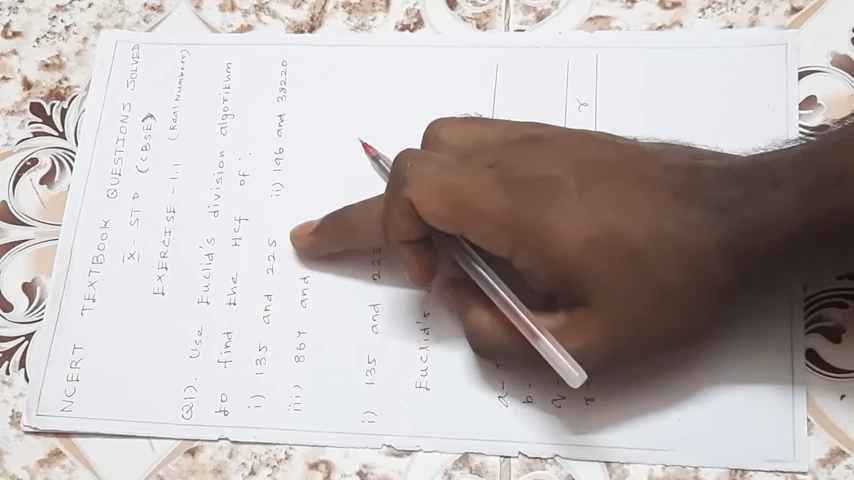 NCERT TEXTBOOK QUESTIONS SOLVED
X - STD (CBSE)
EXERCISE - 1.1 (Real Numbers)
Q1). Use Euclid's division algorithm
to find the Hcf of :
i) 135 and 225 ii) 196 and 38220
iii) 867 and
i) 135 and 225
Euclid's
a -
b -
q -
r
r